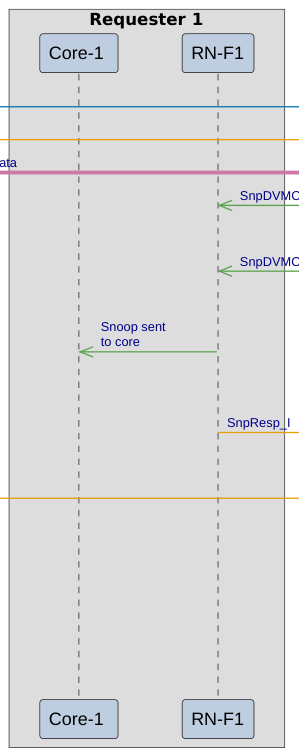 Requester 1
Core-1
RN-F1
ata
SnpDVMO
SnpDVMO
Snoop sent
to core
SnpResp_I
Core-1
RN-F1